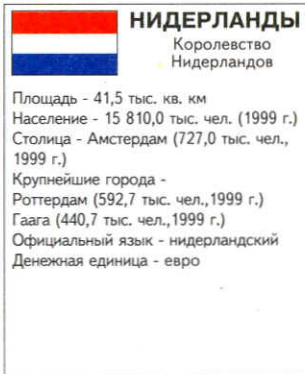 НИДЕРЛАНДЫ
Королевство
Нидерландов
Площадь - 41,5 тыс. кв. км
Население - 15 810,0 тыс. чел. (1999 г.)
Столица - Амстердам (727,0 тыс. чел.,
1999 г.)
Крупнейшие города -
Роттердам (592,7 тыс. чел.,1999 г.)
Гаага (440,7 тыс. чел.,1999 г.)
Официальный язык - нидерландский
Денежная единица - евро